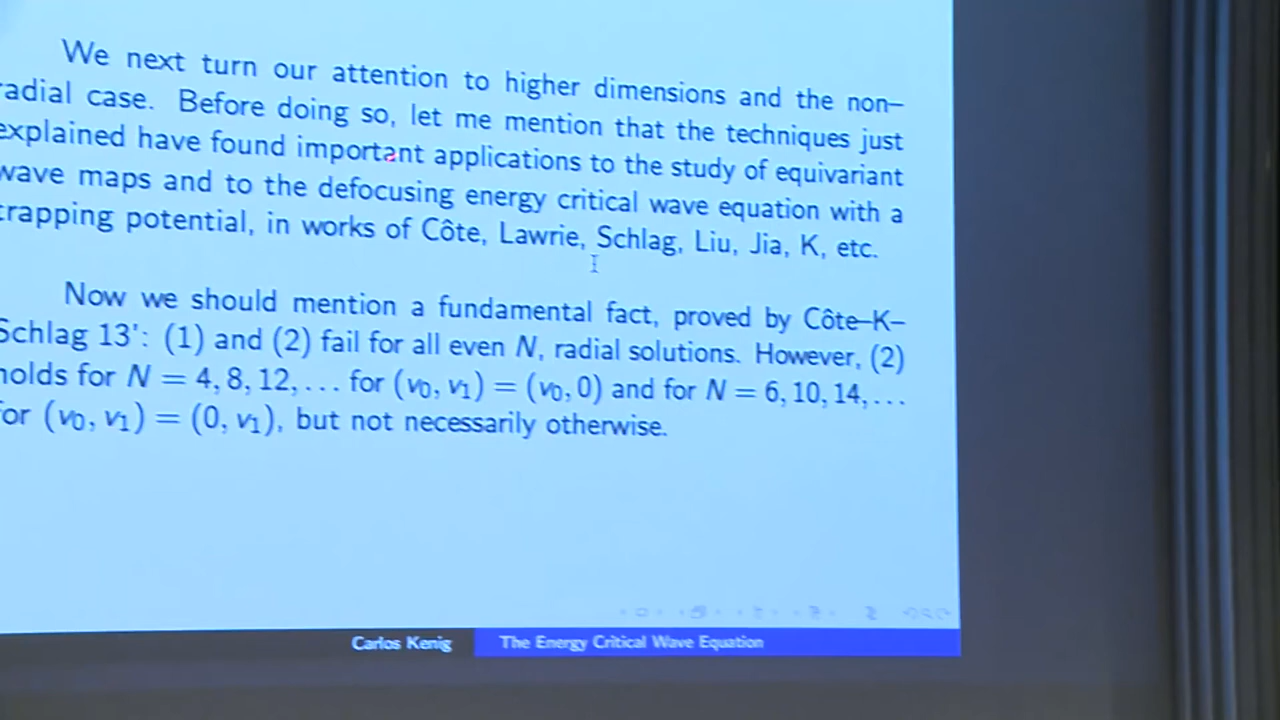 We next turn our attention to higher dimensions and the non–
adial case. Before doing so, let me mention that the techniques just
explained have found important applications to the study of equivariant
wave maps and to the defocusing energy critical wave equation with a
trapping potential, in works of Côte, Lawrie, Schlag, Liu, Jia, K, etc.
Now we should mention a fundamental fact, proved by Côte–K–
Schlag 13': (1) and (2) fail for all even N, radial solutions. However, (2)
holds for N = 4, 8, 12, ... for (v₀, v₁) = (v₀, 0) and for N = 6, 10, 14, ...
for (v₀, v₁) = (0, v₁), but not necessarily otherwise.
Carlos Kenig The Energy Critical Wave Equation